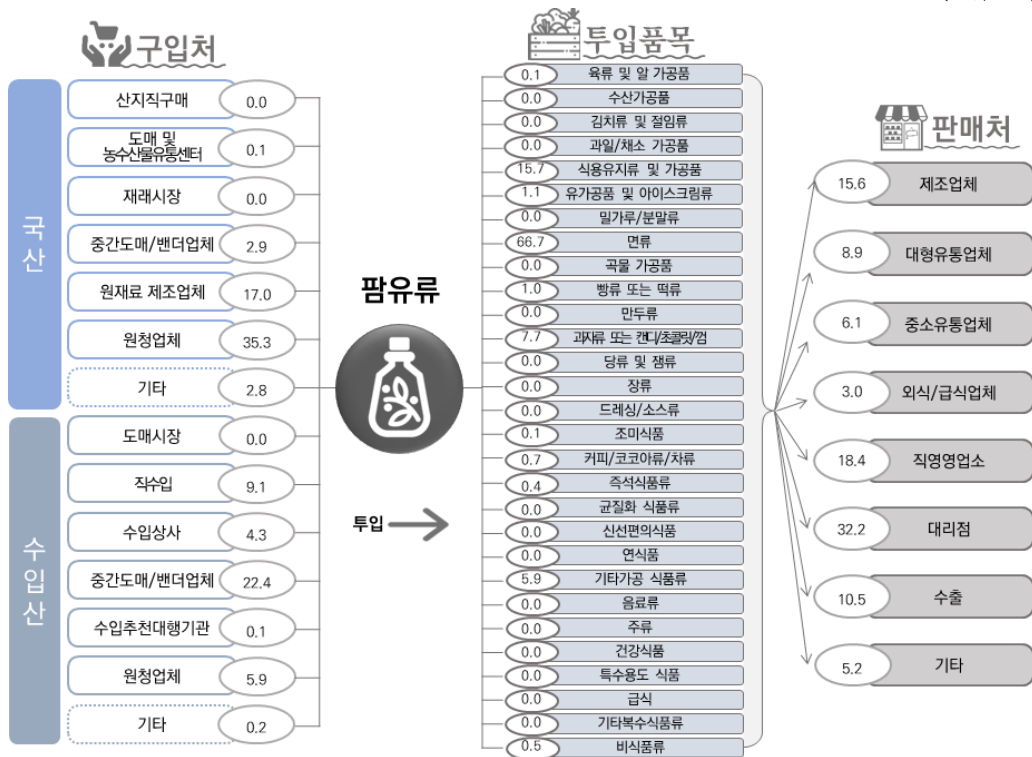 구입처
국산
산지직구매 0.0
도매 및
농수산물유통센터 0.1
재래시장 0.0
중간도매/밴더업체 2.9
원재료 제조업체 17.0
원청업체 35.3
기타 2.8
수입산
도매시장 0.0
직수입 9.1
수입상사 4.3
중간도매/밴더업체 22.4
수입추천대행기관 0.1
원청업체 5.9
기타 0.2
팜유류
투입
투입품목
0.1 육류 및 알 가공품
0.0 수산가공품
0.0 김치류 및 절임류
0.0 과일/채소 가공품
15.7 식용유지류 및 가공품
1.1 유가공품 및 아이스크림류
0.0 밀가루/분말류
66.7 면류
0.0 곡물 가공품
1.0 빵류 또는 떡류
0.0 만두류
7.7 과자류 또는 캔디/초콜릿/껌
0.0 당류 및 잼류
0.0 장류
0.0 드레싱/소스류
0.1 조미식품
0.7 커피/코코아류/차류
0.4 즉석식품류
0.0 균질화 식품류
0.0 신선편의식품
0.0 연식품
5.9 기타가공 식품류
0.0 음료류
0.0 주류
0.0 건강식품
0.0 특수용도 식품
0.0 급식
0.0 기타복수식품류
0.5 비식품류
판매처
15.6 제조업체
8.9 대형유통업체
6.1 중소유통업체
3.0 외식/급식업체
18.4 직영영업소
32.2 대리점
10.5 수출
5.2 기타